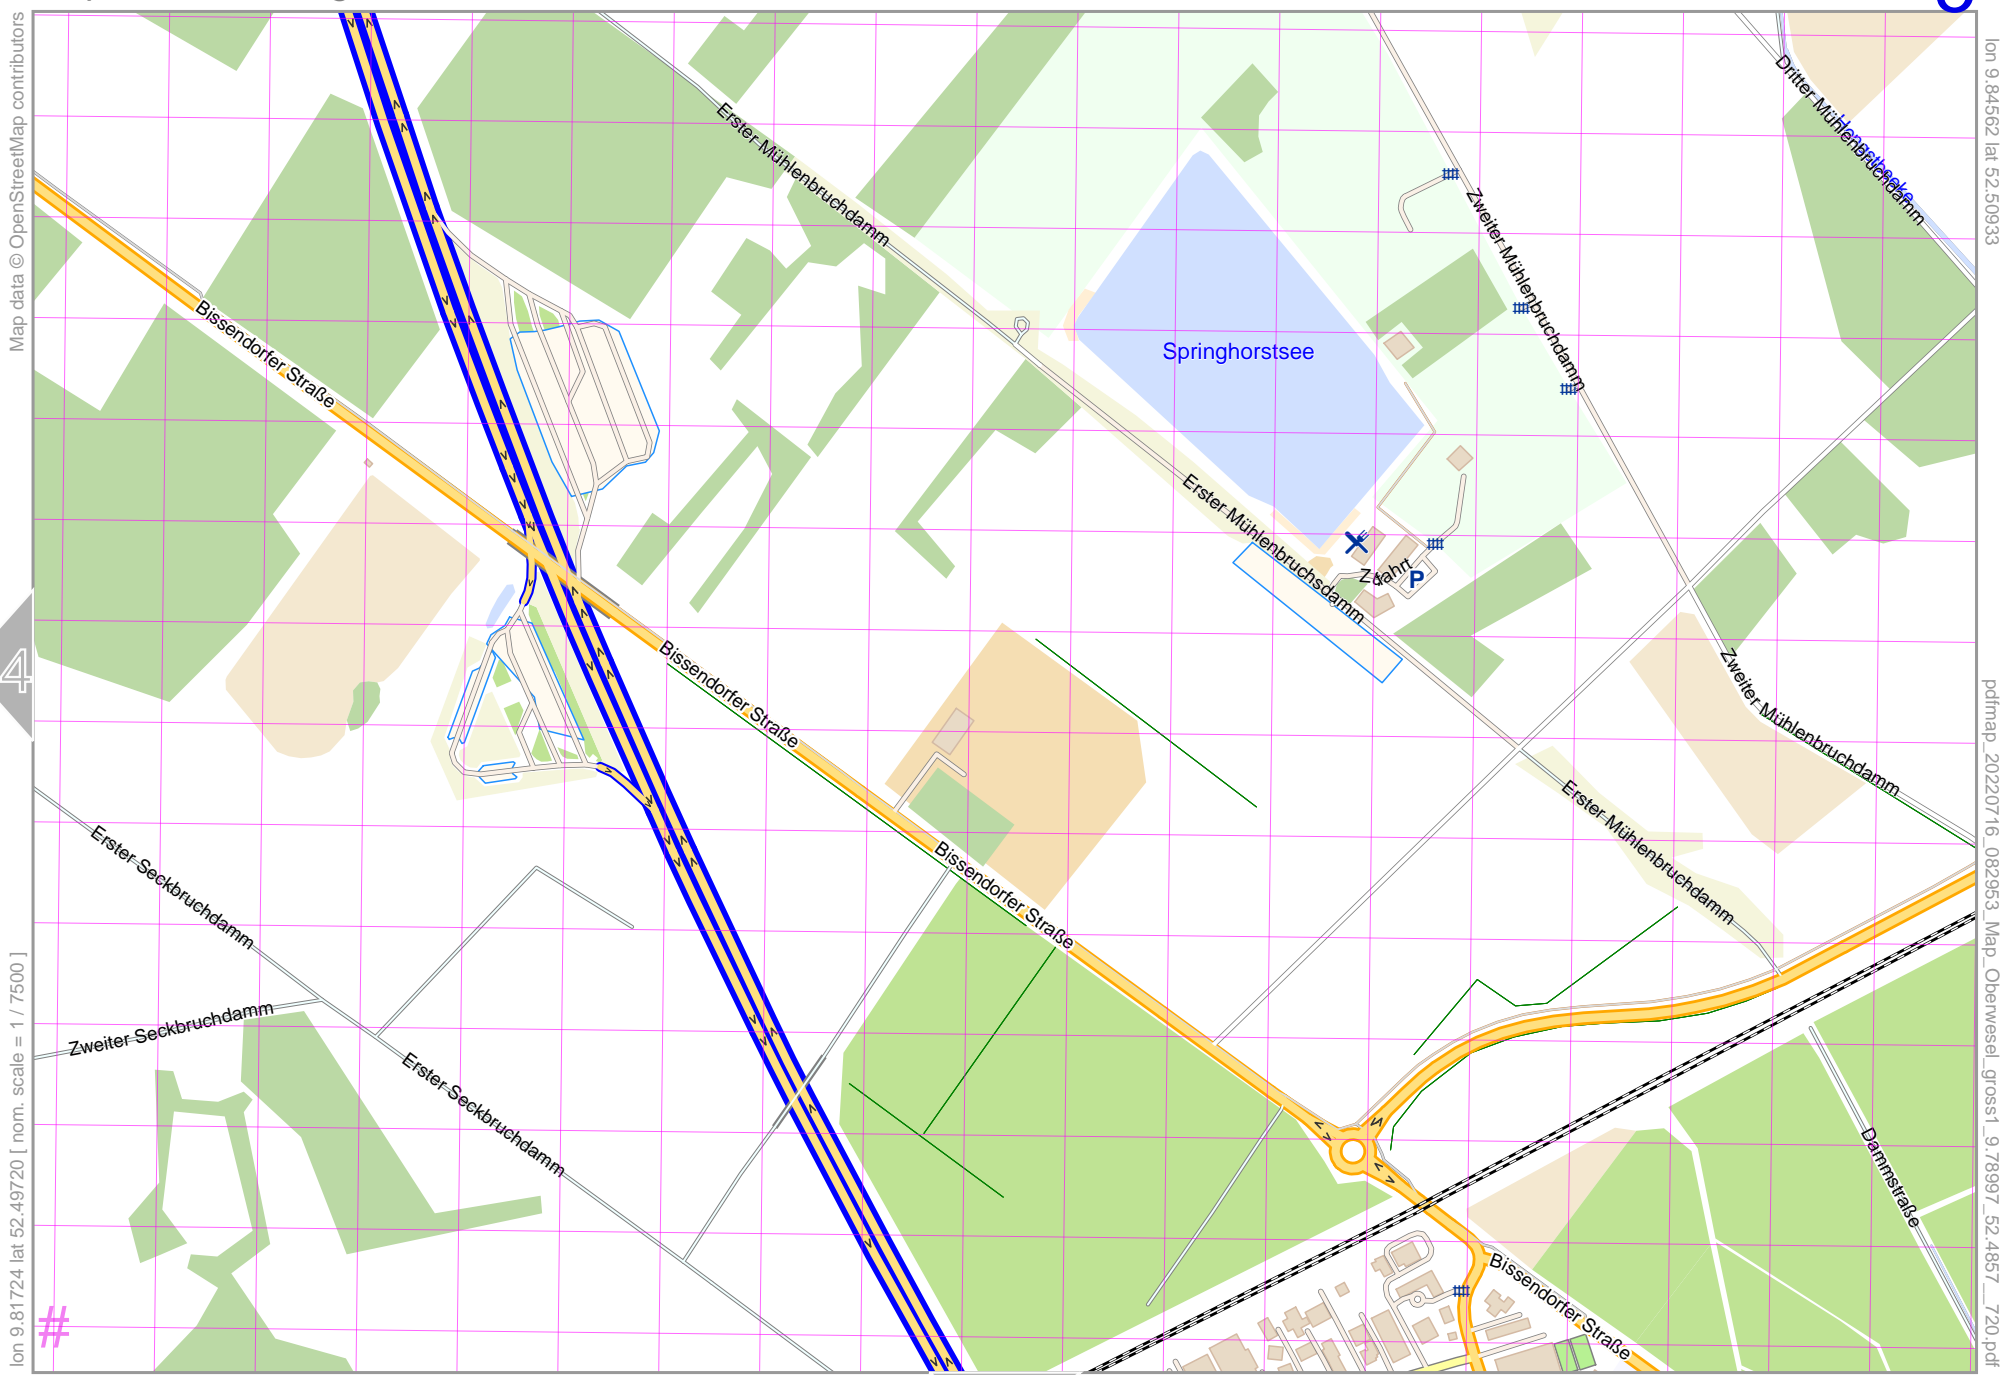 Map data © OpenStreetMap contributors
lon 9.84562 lat 52.50933
Dritter Mühlenbruchdamm
Hengstbeeke
Erster Mühlenbruchdamm
Zweiter Mühlenbruchdamm
Bissendorfer Straße
Springhorstsee
Erster Mühlenbruchsdamm
Zufahrt
P
4
Bissendorfer Straße
Zweiter Mühlenbruchdamm
Erster Mühlenbruchdamm
Erster Seckbruchdamm
Bissendorfer Straße
Zweiter Seckbruchdamm
Erster Seckbruchdamm
Dammstraße
Bissendorfer Straße
#
lon 9.81724 lat 52.49720 [ nom. scale = 1 / 7500 ]
pdfmap_20220716_082953_Map_Oberwesel_gross1_9.78997_52.4857__720.pdf